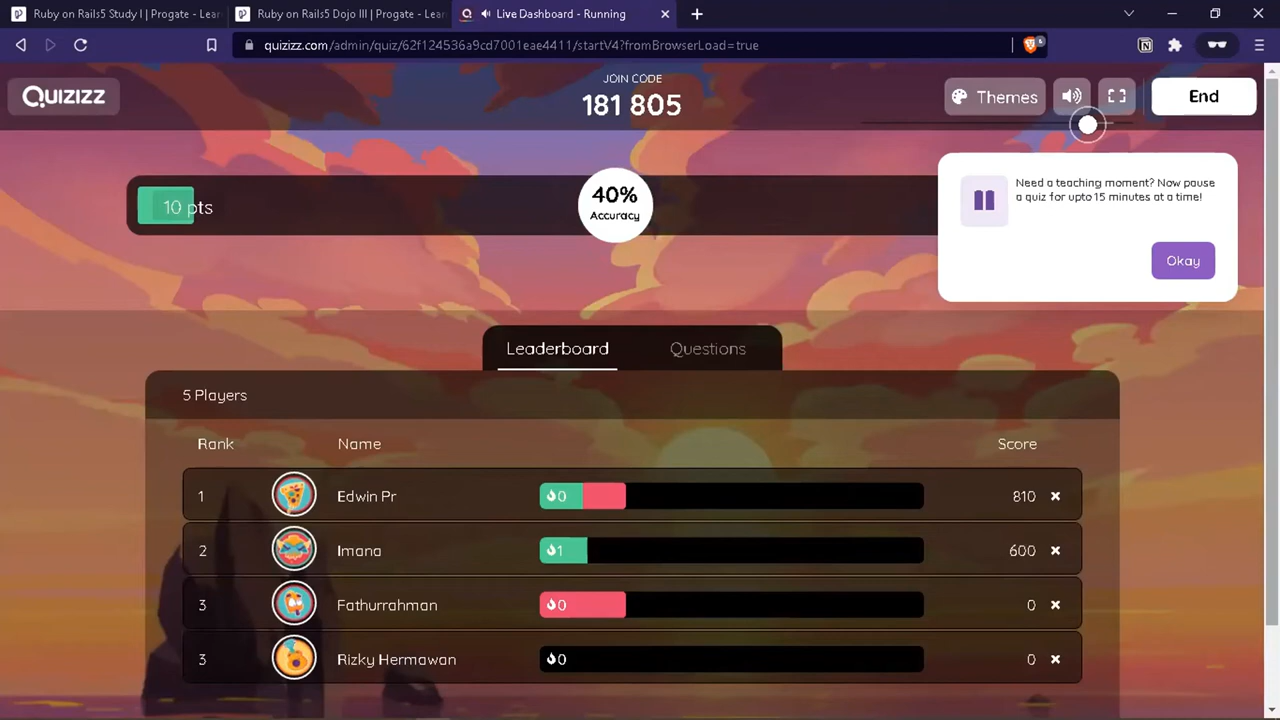 Ruby on Rails5 Study I | Progate - Lear
Ruby on Rails5 Dojo III | Progate - Lear
Live Dashboard - Running
quizizz.com/admin/quiz/62f124536a9cd7001eae4411/startV4?fromBrowserLoad=true
6
Quizizz
JOIN CODE
181 805
Themes
End
10 pts
40%
Accuracy
Need a teaching moment? Now pause
a quiz for upto 15 minutes at a time!
Okay
Leaderboard
Questions
5 Players
Rank
Name
Score
1
Edwin Pr
0
810
2
Imana
1
600
3
Fathurrahman
0
0
3
Rizky Hermawan
0
0